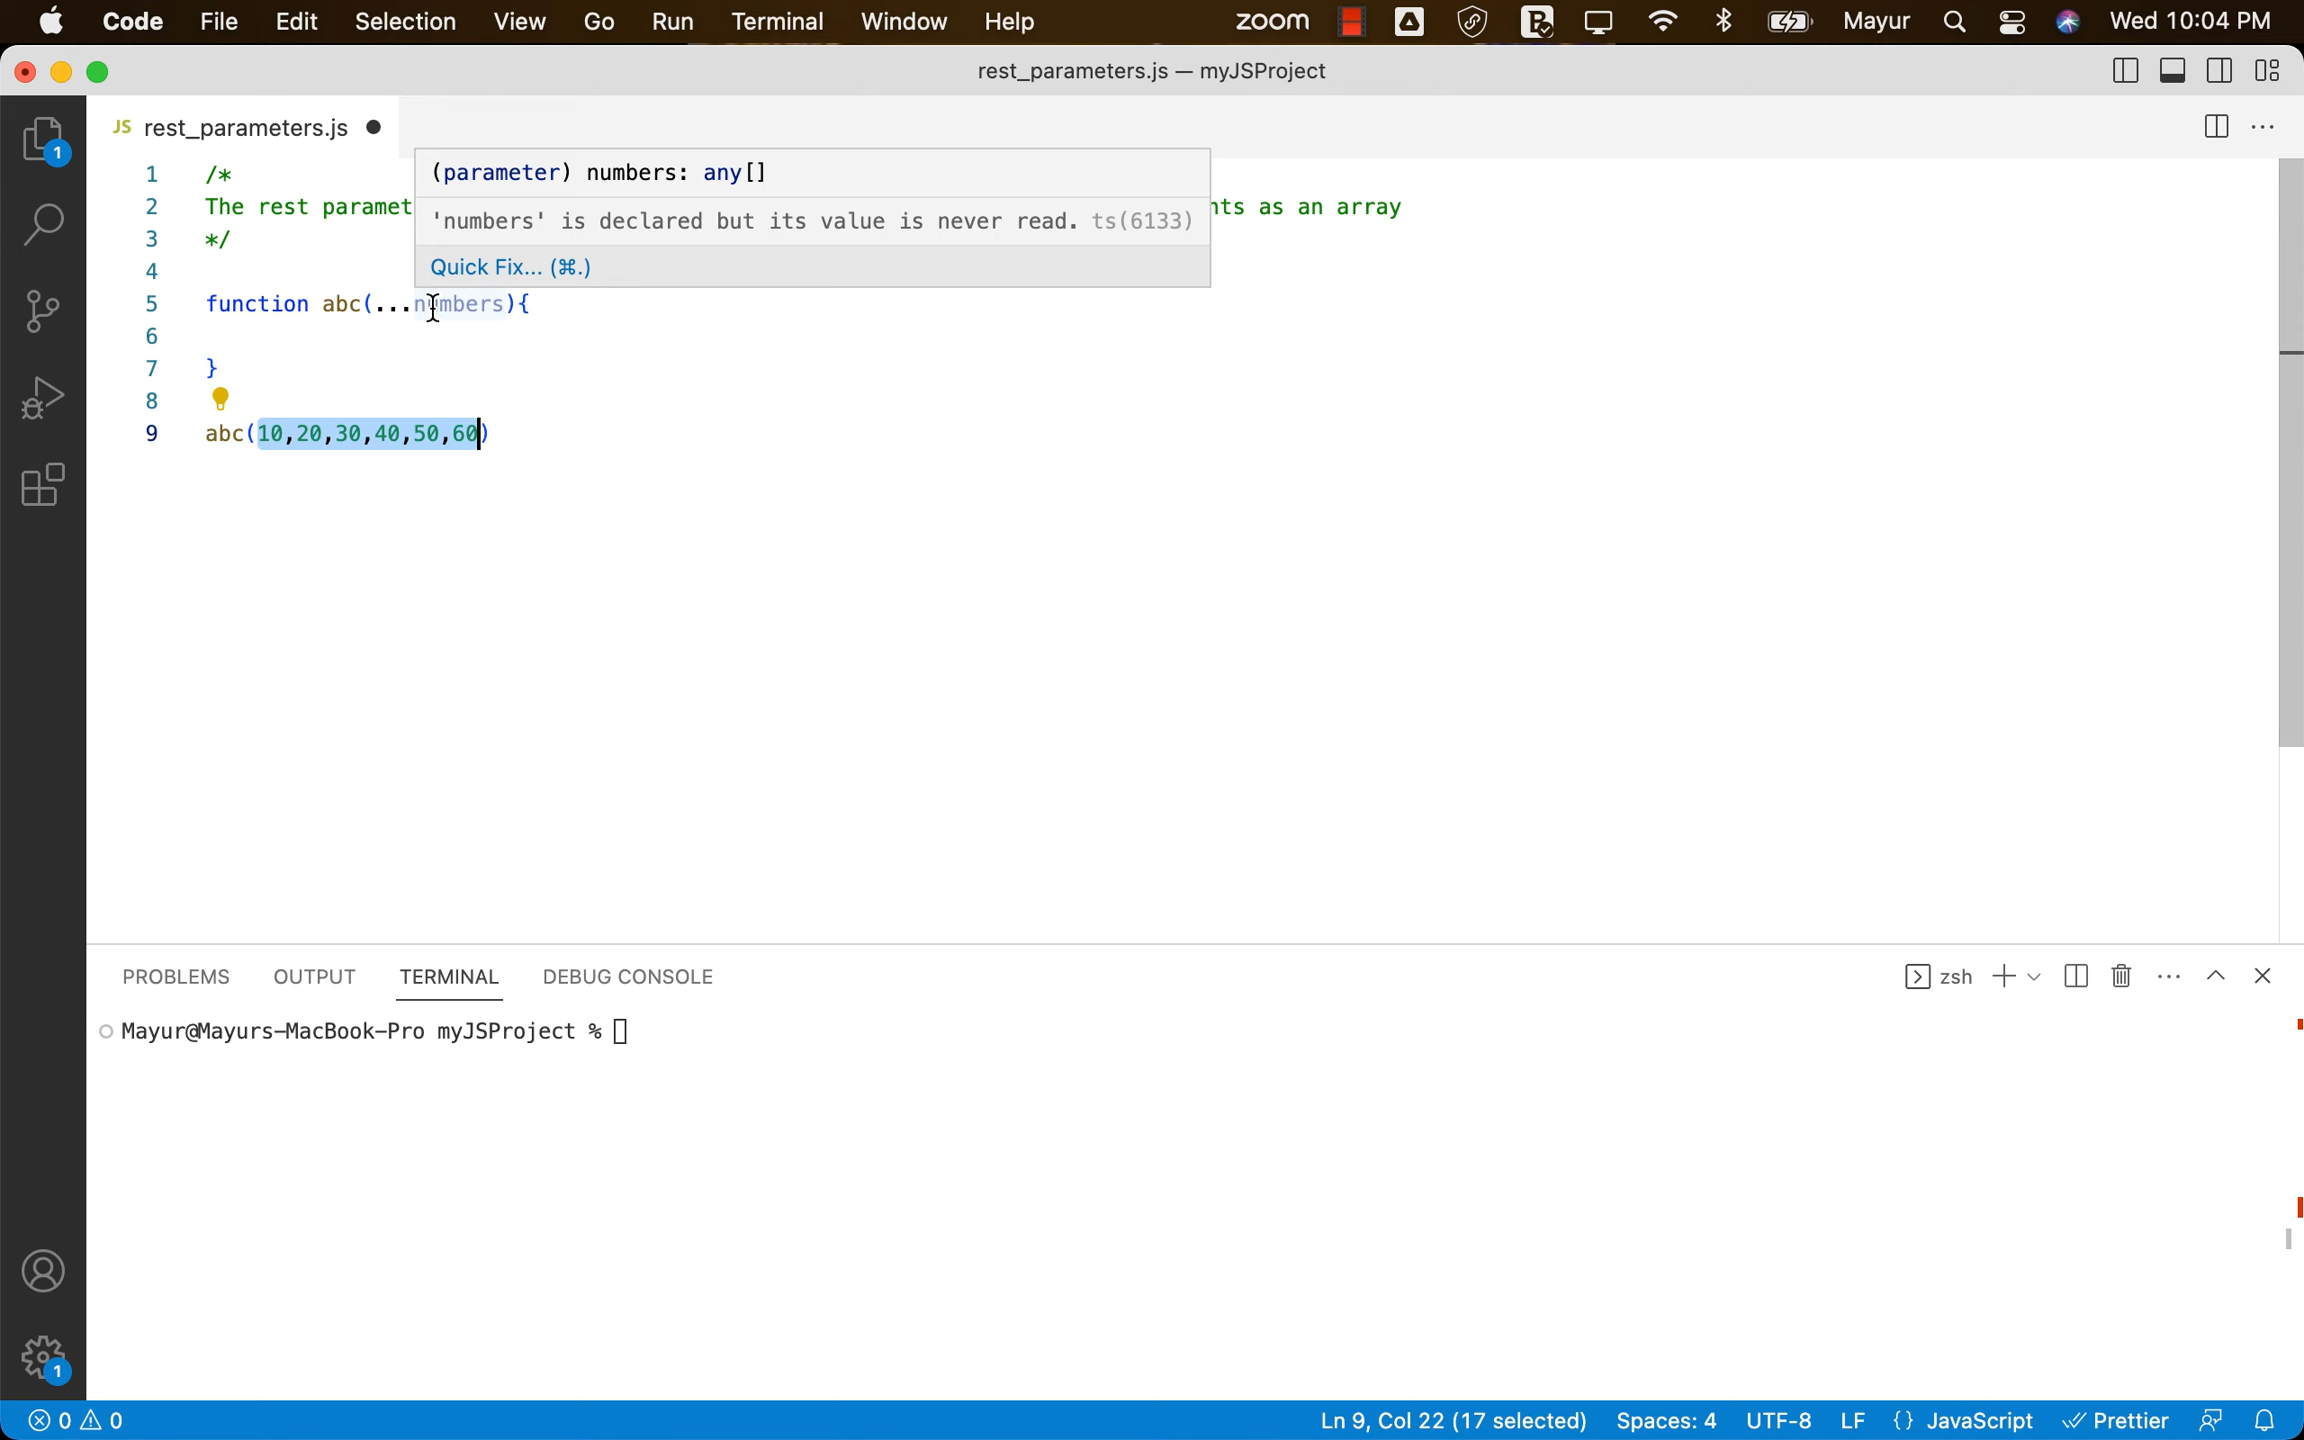 Code File Edit Selection View Go Run Terminal Window Help zoom Mayur Wed 10:04 PM
rest_parameters.js — myJSProject
JS rest_parameters.js
1 /*
(parameter) numbers: any[]
2 The rest paramet
nts as an array
'numbers' is declared but its value is never read. ts(6133)
3 */
Quick Fix... (⌘.)
4
5 function abc(...numbers){
6
7 }
8
9 abc(10,20,30,40,50,60)
PROBLEMS OUTPUT TERMINAL DEBUG CONSOLE zsh
Mayur@Mayurs-MacBook-Pro myJSProject %
1
1
0 0 Ln 9, Col 22 (17 selected) Spaces: 4 UTF-8 LF {} JavaScript Prettier